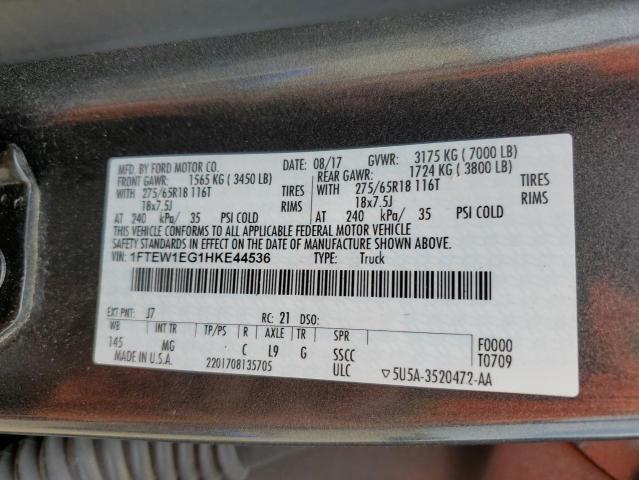 MFD. BY FORD MOTOR CO. DATE: 08/17 GVWR: 3175 KG ( 7000 LB)
FRONT GAWR: 1565 KG ( 3450 LB) REAR GAWR: 1724 KG ( 3800 LB)
WITH 275/65R18 116T TIRES WITH 275/65R18 116T TIRES
18x7.5J RIMS 18x7.5J RIMS
AT 240 kPa/ 35 PSI COLD AT 240 kPa/ 35 PSI COLD
THIS VEHICLE CONFORMS TO ALL APPLICABLE FEDERAL MOTOR VEHICLE
SAFETY STANDARDS IN EFFECT ON THE DATE OF MANUFACTURE SHOWN ABOVE.
VIN: 1FTEW1EG1HKE44536 TYPE: Truck
EXT PNT: J7 RC: 21 DSO:
WB INT TR TP/PS R AXLE TR SPR F0000
145 MG C L9 G SSCC T0709
MADE IN U.S.A. 2201708135705 ULC ▽5U5A-3520472-AA